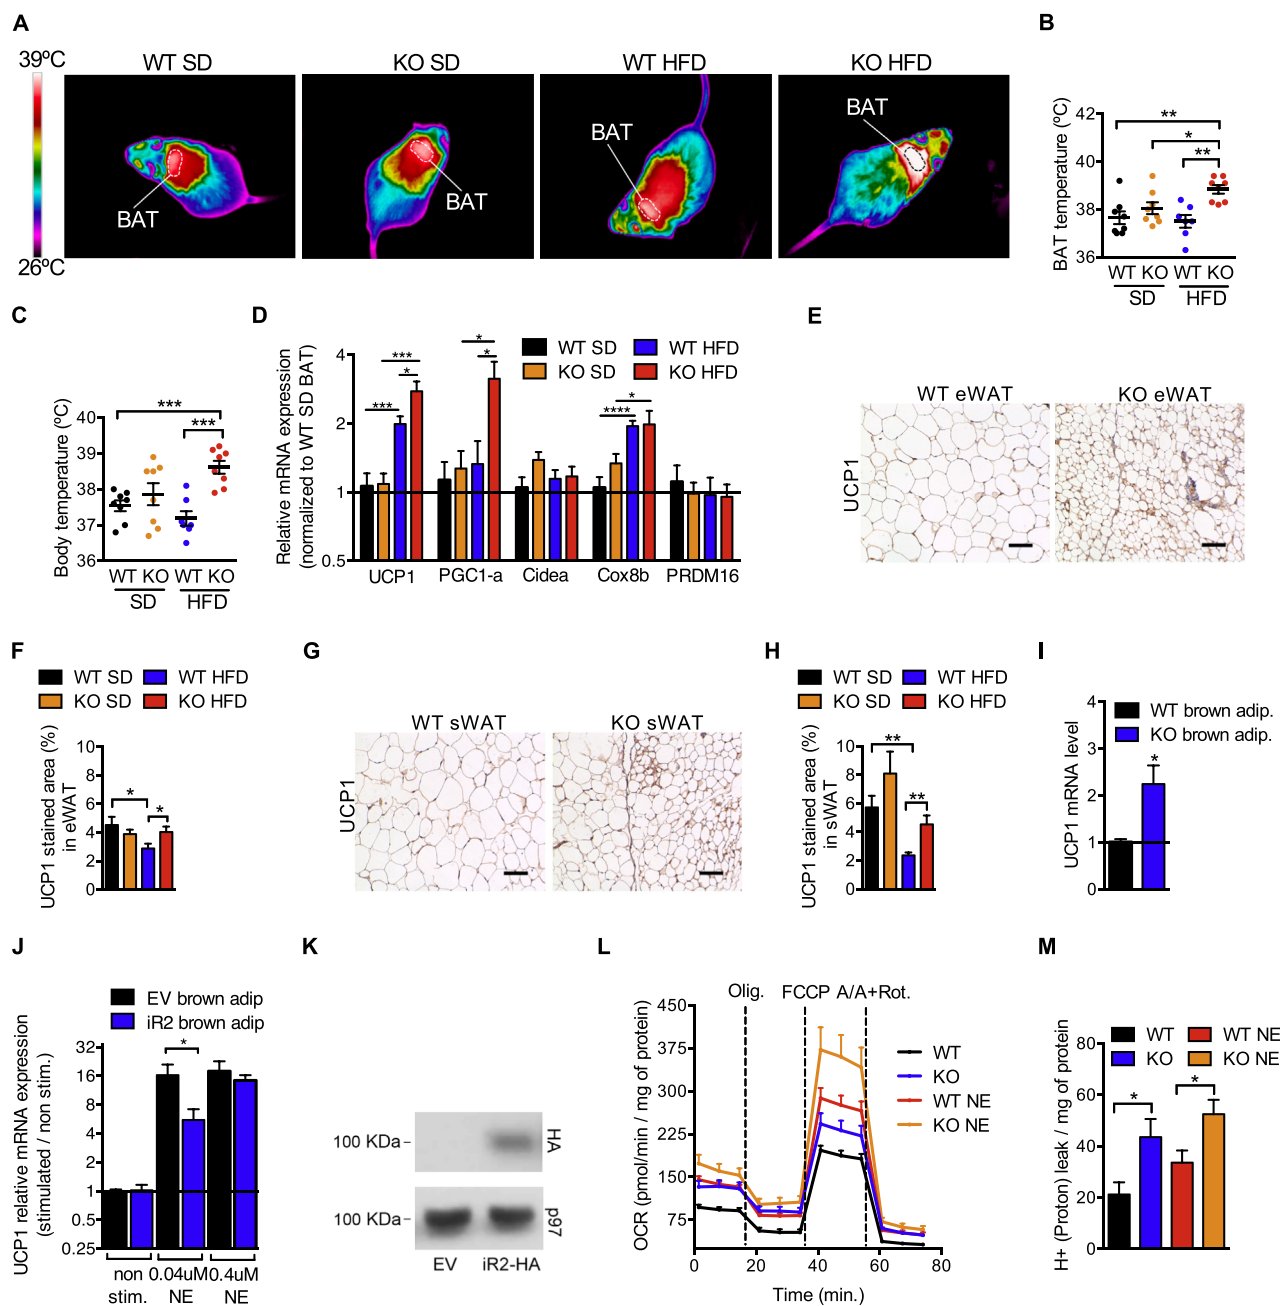 A
39ºC
26ºC
WT SD
KO SD
WT HFD
KO HFD
BAT
BAT
BAT
BAT
B
BAT temperature (ºC)
42
40
38
36
**
*
**
WT KO WT KO
SD HFD
C
Body temperature (ºC)
40
39
38
37
36
***
***
WT KO WT KO
SD HFD
D
Relative mRNA expression
(normalized to WT SD BAT)
4
2
1
0.5
WT SD
KO SD
WT HFD
KO HFD
***
***
*
*
*
****
*
UCP1 PGC1-a Cidea Cox8b PRDM16
E
WT eWAT KO eWAT
UCP1
F
WT SD WT HFD
KO SD KO HFD
UCP1 stained area (%)
in eWAT
10
8
6
4
2
0
*
*
G
WT sWAT KO sWAT
UCP1
H
WT SD WT HFD
KO SD KO HFD
UCP1 stained area (%)
in sWAT
10
8
6
4
2
0
**
**
I
WT brown adip.
KO brown adip.
UCP1 mRNA level
4
3
2
1
0
*
J
EV brown adip
iR2 brown adip
UCP1 relative mRNA expression
(stimulated / non stim.)
32
16
8
4
2
1
0.5
0.25
*
non 0.04uM 0.4uM
stim. NE NE
K
100 KDa
HA
100 KDa
p97
EV iR2-HA
L
Olig. FCCP A/A+Rot.
OCR (pmol/min / mg of protein)
450
375
300
225
150
75
WT
KO
WT NE
KO NE
0 20 40 60 80
Time (min.)
M
WT WT NE
KO KO NE
H+ (Proton) leak / mg of protein
80
60
40
20
0
*
*